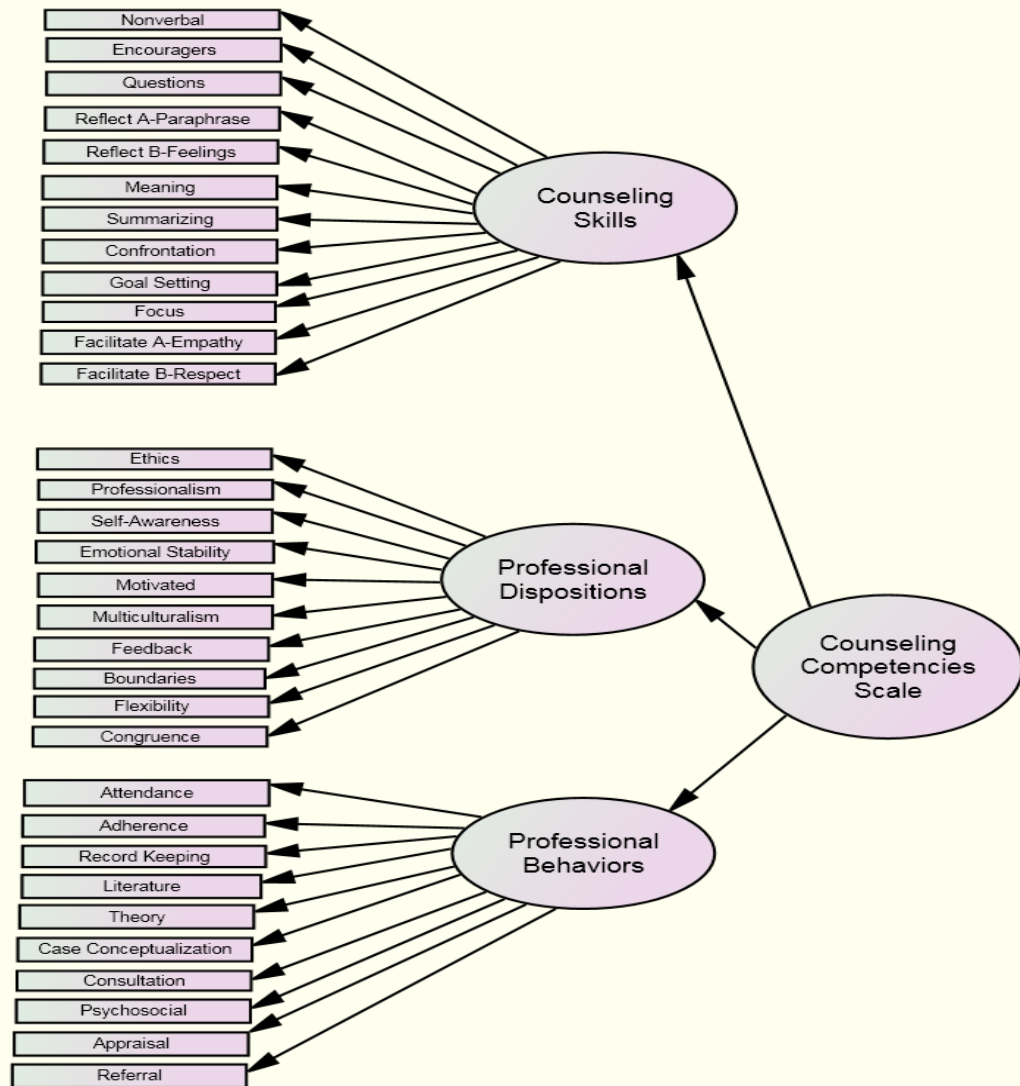 Nonverbal
Encouragers
Questions
Reflect A-Paraphrase
Reflect B-Feelings
Meaning
Summarizing
Confrontation
Goal Setting
Focus
Facilitate A-Empathy
Facilitate B-Respect
Counseling
Skills
Ethics
Professionalism
Self-Awareness
Emotional Stability
Motivated
Multiculturalism
Feedback
Boundaries
Flexibility
Congruence
Professional
Dispositions
Counseling
Competencies
Scale
Attendance
Adherence
Record Keeping
Literature
Theory
Case Conceptualization
Consultation
Psychosocial
Appraisal
Referral
Professional
Behaviors